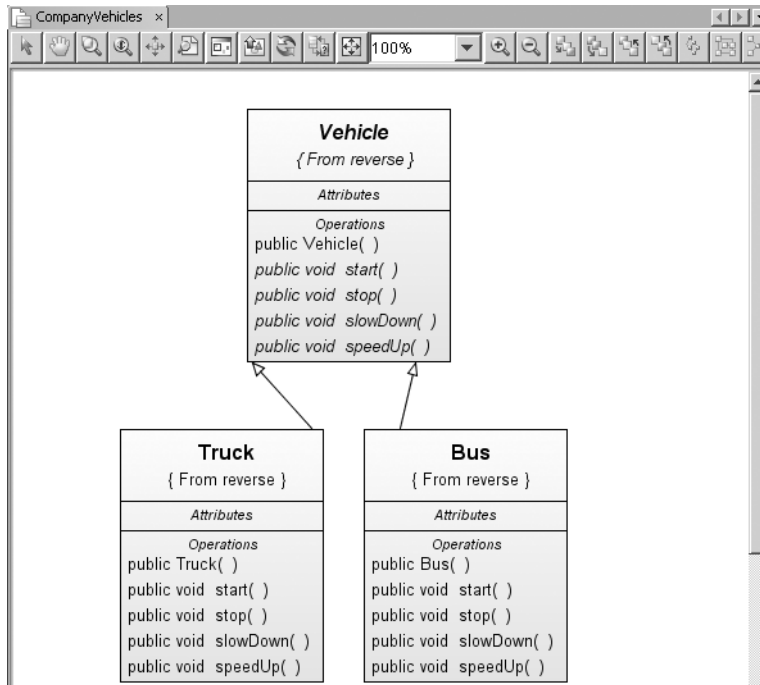 CompanyVehicles x
100%
Vehicle
{ From reverse }
Attributes
Operations
public Vehicle( )
public void start( )
public void stop( )
public void slowDown( )
public void speedUp( )
Truck
{ From reverse }
Attributes
Operations
public Truck( )
public void start( )
public void stop( )
public void slowDown( )
public void speedUp( )
Bus
{ From reverse }
Attributes
Operations
public Bus( )
public void start( )
public void stop( )
public void slowDown( )
public void speedUp( )